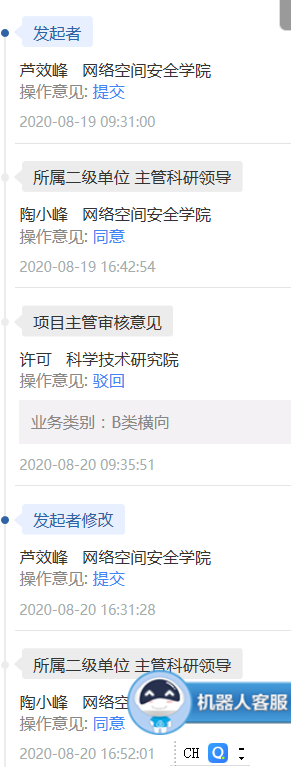 发起者
芦效峰 网络空间安全学院
操作意见: 提交
2020-08-19 09:31:00
所属二级单位 主管科研领导
陶小峰 网络空间安全学院
操作意见: 同意
2020-08-19 16:42:54
项目主管审核意见
许可 科学技术研究院
操作意见: 驳回
业务类别：B类横向
2020-08-20 09:35:51
发起者修改
芦效峰 网络空间安全学院
操作意见: 提交
2020-08-20 16:31:28
所属二级单位 主管科研领导
陶小峰 网络空
机器人客服
操作意见: 同意
2020-08-20 16:52:01
CH